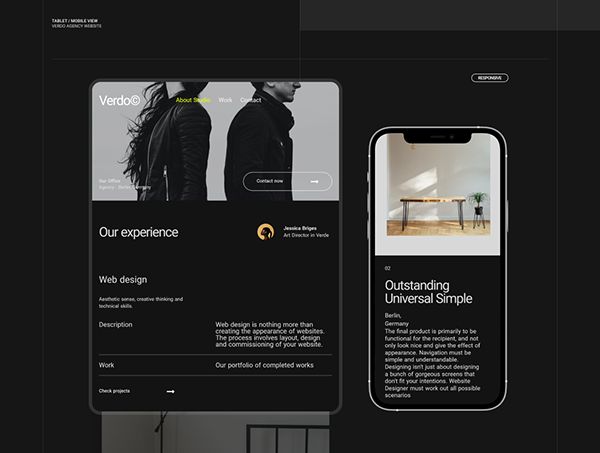 TABLET / MOBILE VIEW
VERDO AGENCY WEBSITE
RESPONSIVE
Verdo©
About Studio Work Contact
Our Office
Agency - Berlin, Germany
Contact now
Our experience
Jessica Briges
Art Director in Verde
Web design
Aesthetic sense, creative thinking and
technical skills.
Description
Web design is nothing more than
creating the appearance of websites.
The process involves layout, design
and commissioning of your website.
Work
Our portfolio of completed works
Check projects
02
Outstanding
Universal Simple
Berlin,
Germany
The final product is primarily to be
functional for the recipient, and not
only look nice and give the effect of
appearance. Navigation must be
simple and understandable.
Designing isn't just about designing
a bunch of gorgeous screens that
don't fit your intentions. Website
Designer must work out all possible
scenarios